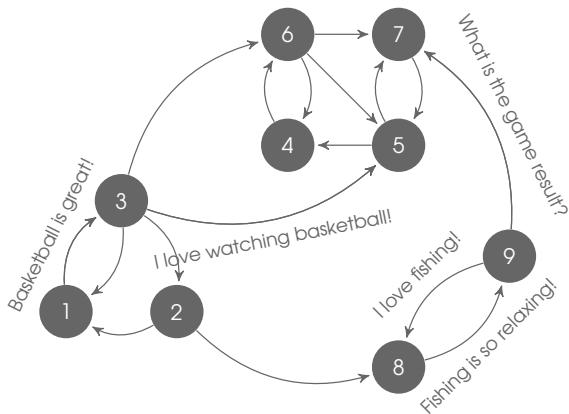 6
7
What is the game result?
4
5
Basketball is great!
3
I love watching basketball!
9
I love fishing!
1
2
8
Fishing is so relaxing!